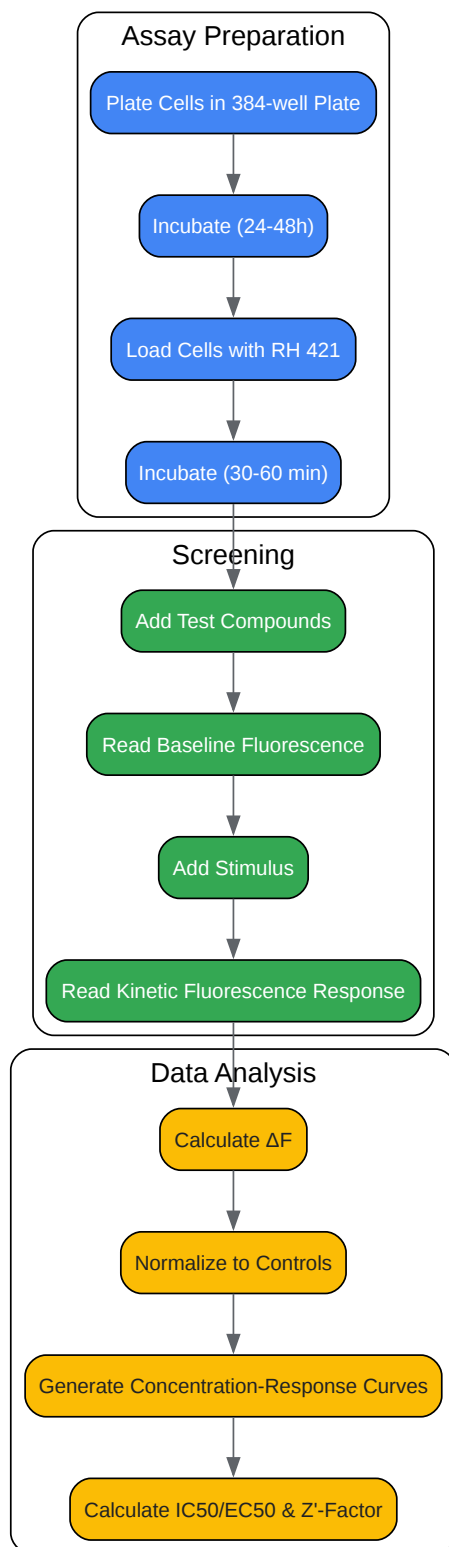 Assay Preparation
Plate Cells in 384-well Plate
Incubate (24-48h)
Load Cells with RH 421
Incubate (30-60 min)
Screening
Add Test Compounds
Read Baseline Fluorescence
Add Stimulus
Read Kinetic Fluorescence Response
Data Analysis
Calculate ΔF
Normalize to Controls
Generate Concentration-Response Curves
Calculate IC50/EC50 & Z'-Factor